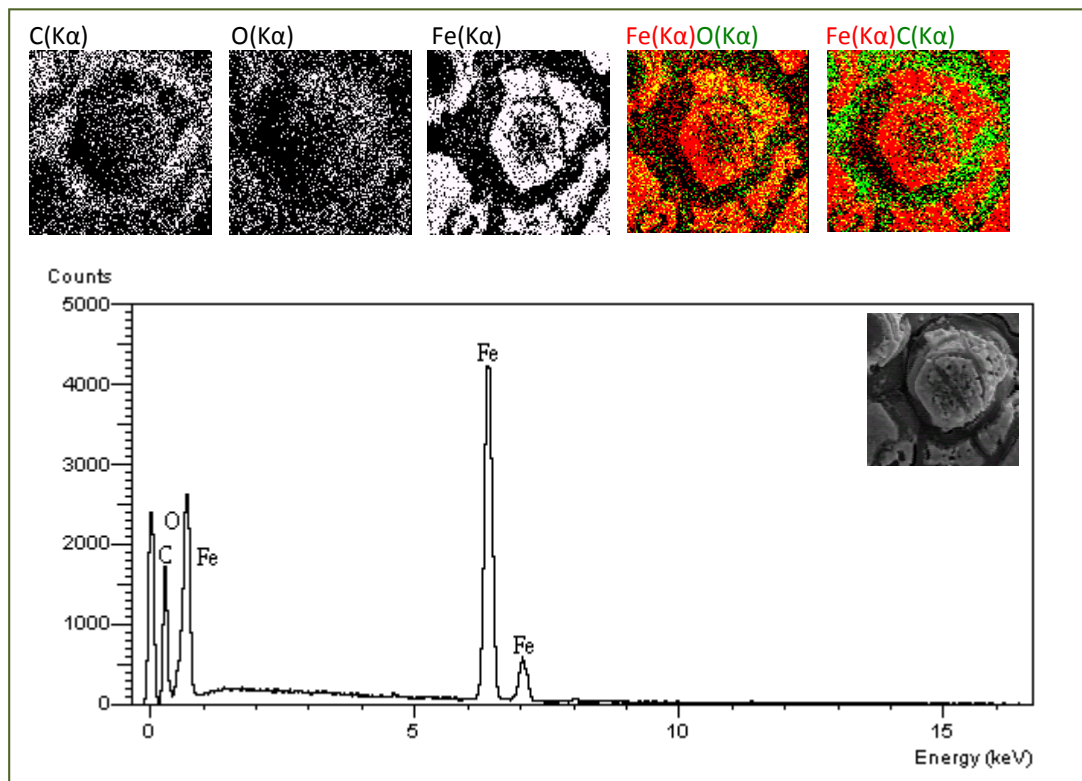 C(Kα) O(Kα) Fe(Kα) Fe(Kα)O(Kα) Fe(Kα)C(Kα)
Counts
5000
Fe
4000
3000
O
2000
C Fe
1000
Fe
0
0 5 10 15
Energy (keV)